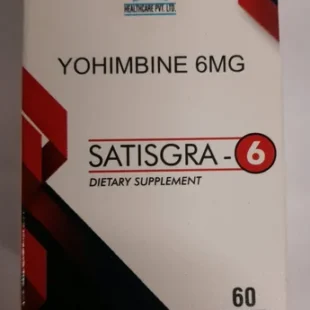 HEALTHCARE PVT. LTD.
YOHIMBINE 6MG
SATISGRA - 6
DIETARY SUPPLEMENT
60